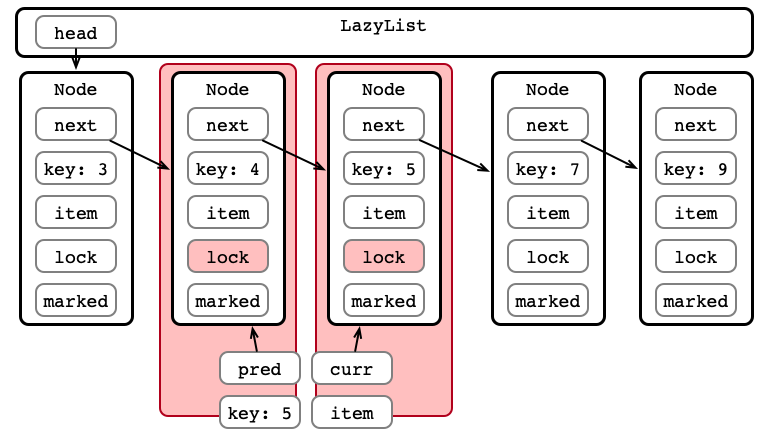 LazyList
head
Node
next
key: 3
item
lock
marked
Node
next
key: 4
item
lock
marked
Node
next
key: 5
item
lock
marked
Node
next
key: 7
item
lock
marked
Node
next
key: 9
item
lock
marked
pred
key: 5
curr
item